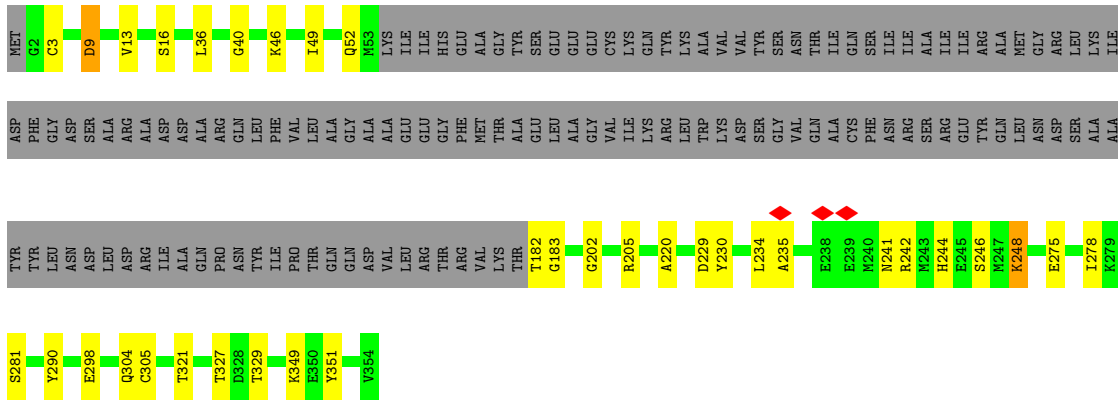 MET G2 C3 D9 V13 S16 L36 G40 K46 I49 Q52 M53 LYS ILE ILE HIS GLU ALA GLY TYR SER GLU GLU GLU CYS LYS GLN TYR LYS ALA VAL VAL TYR SER ASN THR ILE GLN SER ILE ILE ALA ILE ILE ARG ALA MET GLY ARG LEU LYS ILE
ASP PHE GLY ASP SER ALA ARG ALA ASP ASP ALA ARG GLN LEU PHE VAL LEU ALA GLY ALA ALA GLU GLU GLY PHE MET THR ALA GLU LEU ALA GLY VAL ILE LYS ARG LEU TRP LYS ASP SER GLY VAL GLN ALA CYS PHE ASN ARG SER ARG GLU TYR GLN LEU ASN ASP SER ALA ALA
TYR TYR LEU ASN ASP LEU ASP ARG ILE ALA GLN PRO ASN TYR ILE PRO THR GLN GLN ASP VAL LEU ARG THR ARG VAL LYS THR T182 G183 G202 R205 A220 D229 Y230 L234 A235 E238 E239 M240 N241 R242 M243 H244 E245 S246 M247 K248 E275 I278 K279
S281 Y290 E298 Q304 C305 T321 T327 D328 T329 K349 E350 Y351 V354